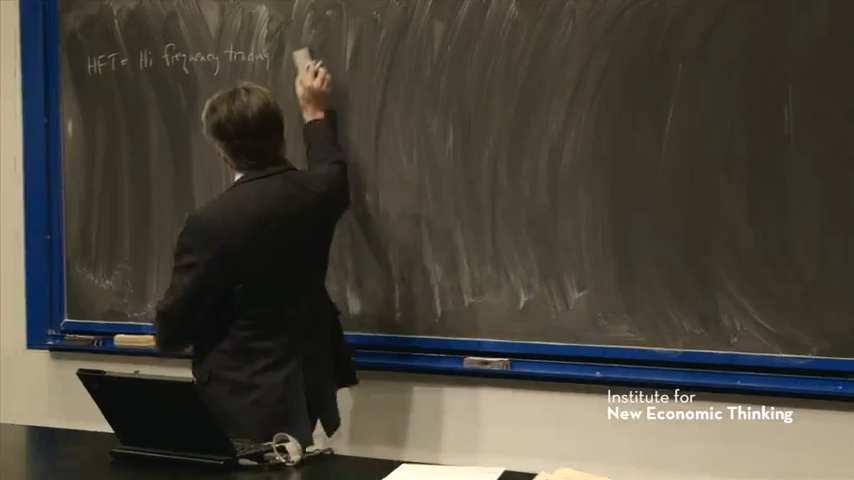 HFT = Hi frequency trading
Institute for
New Economic Thinking